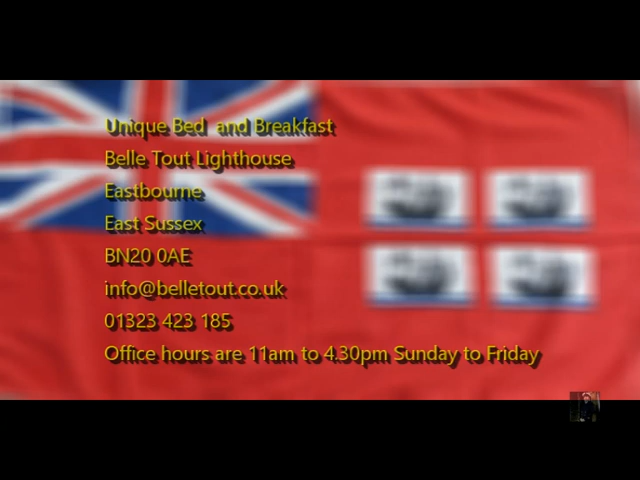 Unique Bed  and Breakfast
Belle Tout Lighthouse
Eastbourne
East Sussex
BN20 0AE
info@belletout.co.uk
01323 423 185
Office hours are 11am to 4.30pm Sunday to Friday